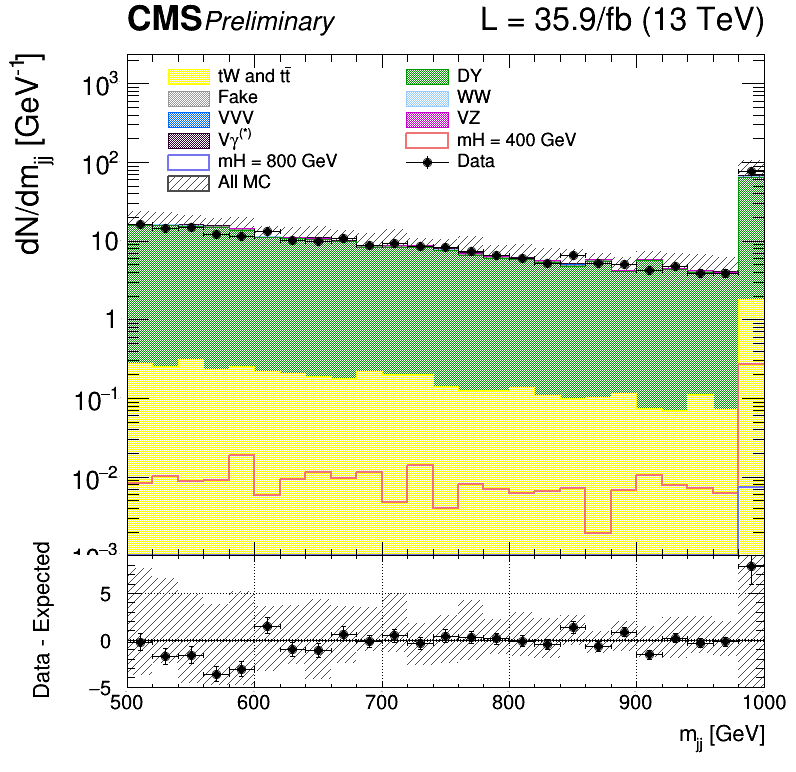 CMS Preliminary L = 35.9/fb (13 TeV)
dN/dm_jj [GeV⁻¹]
10³
10²
10
1
10⁻¹
10⁻²
10⁻³
tW and tt̄
Fake
VVV
Vγ⁽*⁾
mH = 800 GeV
All MC
DY
WW
VZ
mH = 400 GeV
Data
Data - Expected
5
0
−5
500 600 700 800 900 1000
m_jj [GeV]